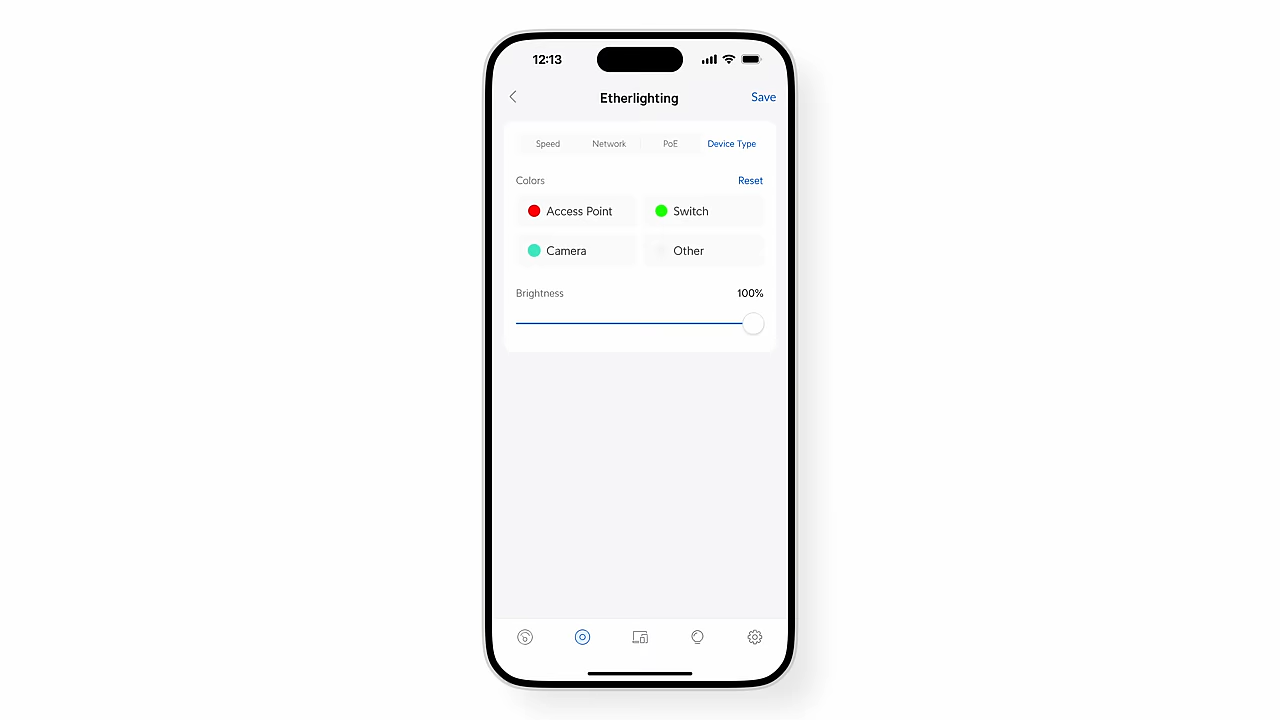 12:13
Etherlighting
Save
Speed Network PoE Device Type
Colors Reset
Access Point Switch
Camera Other
Brightness 100%